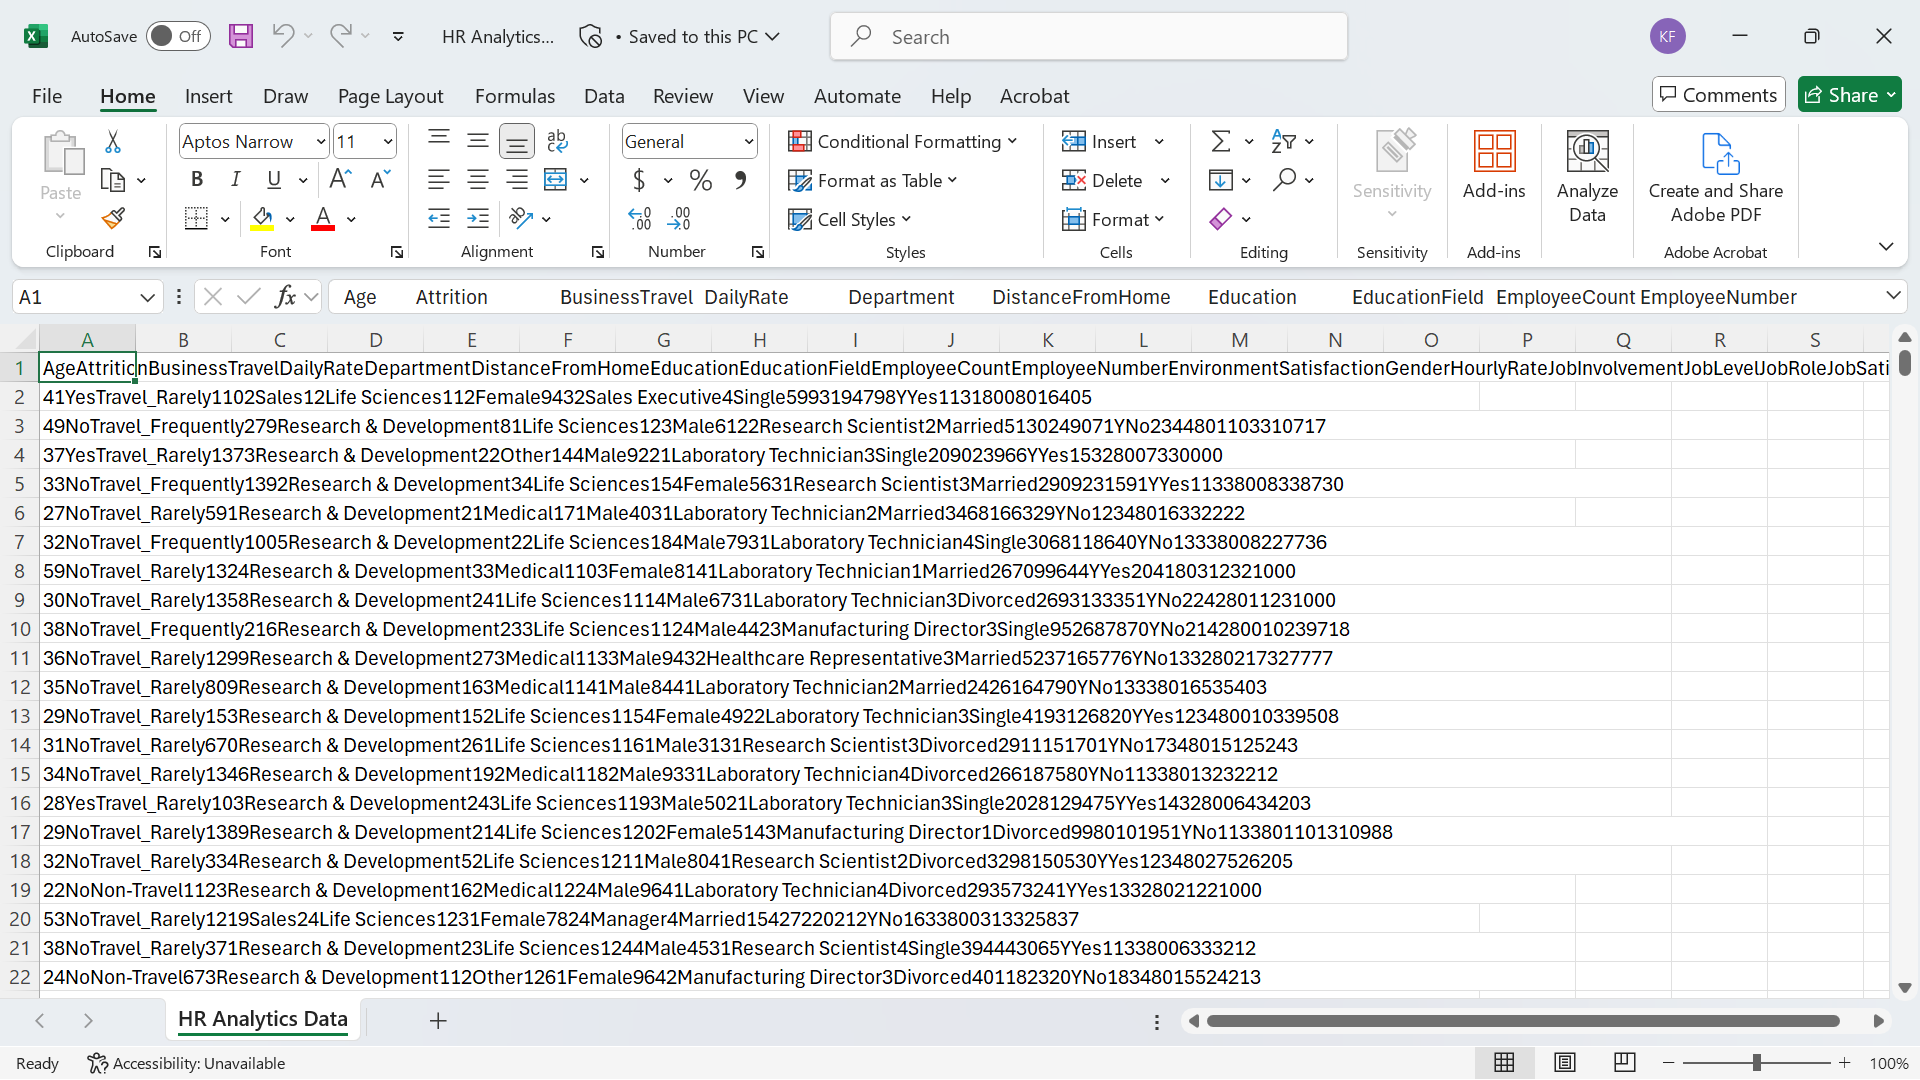 AutoSave Off HR Analytics... • Saved to this PC Search KF
File Home Insert Draw Page Layout Formulas Data Review View Automate Help Acrobat Comments Share
Paste Aptos Narrow 11 ab General Conditional Formatting Insert
B I U A A $ % Format as Table Delete Sensitivity Add-ins Analyze Data Create and Share Adobe PDF
A Cell Styles Format
Clipboard Font Alignment Number Styles Cells Editing Sensitivity Add-ins Adobe Acrobat
A1 fx Age Attrition BusinessTravel DailyRate Department DistanceFromHome Education EducationField EmployeeCount EmployeeNumber
A B C D E F G H I J K L M N O P Q R S
1 AgeAttritionBusinessTravelDailyRateDepartmentDistanceFromHomeEducationEducationFieldEmployeeCountEmployeeNumberEnvironmentSatisfactionGenderHourlyRateJobInvolvementJobLevelJobRoleJobSati
2 41YesTravel_Rarely1102Sales12Life Sciences112Female9432Sales Executive4Single5993194798YYes11318008016405
3 49NoTravel_Frequently279Research & Development81Life Sciences123Male6122Research Scientist2Married5130249071YNo2344801103310717
4 37YesTravel_Rarely1373Research & Development22Other144Male9221Laboratory Technician3Single209023966YYes15328007330000
5 33NoTravel_Frequently1392Research & Development34Life Sciences154Female5631Research Scientist3Married2909231591YYes11338008338730
6 27NoTravel_Rarely591Research & Development21Medical171Male4031Laboratory Technician2Married3468166329YNo12348016332222
7 32NoTravel_Frequently1005Research & Development22Life Sciences184Male7931Laboratory Technician4Single3068118640YNo13338008227736
8 59NoTravel_Rarely1324Research & Development33Medical1103Female8141Laboratory Technician1Married267099644YYes204180312321000
9 30NoTravel_Rarely1358Research & Development241Life Sciences1114Male6731Laboratory Technician3Divorced2693133351YNo22428011231000
10 38NoTravel_Frequently216Research & Development233Life Sciences1124Male4423Manufacturing Director3Single952687870YNo214280010239718
11 36NoTravel_Rarely1299Research & Development273Medical1133Male9432Healthcare Representative3Married5237165776YNo133280217327777
12 35NoTravel_Rarely809Research & Development163Medical1141Male8441Laboratory Technician2Married2426164790YNo13338016535403
13 29NoTravel_Rarely153Research & Development152Life Sciences1154Female4922Laboratory Technician3Single4193126820YYes123480010339508
14 31NoTravel_Rarely670Research & Development261Life Sciences1161Male3131Research Scientist3Divorced2911151701YNo17348015125243
15 34NoTravel_Rarely1346Research & Development192Medical1182Male9331Laboratory Technician4Divorced266187580YNo11338013232212
16 28YesTravel_Rarely103Research & Development243Life Sciences1193Male5021Laboratory Technician3Single2028129475YYes14328006434203
17 29NoTravel_Rarely1389Research & Development214Life Sciences1202Female5143Manufacturing Director1Divorced9980101951YNo1133801101310988
18 32NoTravel_Rarely334Research & Development52Life Sciences1211Male8041Research Scientist2Divorced3298150530YYes12348027526205
19 22NoNon-Travel1123Research & Development162Medical1224Male9641Laboratory Technician4Divorced293573241YYes13328021221000
20 53NoTravel_Rarely1219Sales24Life Sciences1231Female7824Manager4Married15427220212YNo1633800313325837
21 38NoTravel_Rarely371Research & Development23Life Sciences1244Male4531Research Scientist4Single394443065YYes11338006333212
22 24NoNon-Travel673Research & Development112Other1261Female9642Manufacturing Director3Divorced401182320YNo18348015524213
HR Analytics Data
Ready Accessibility: Unavailable 100%